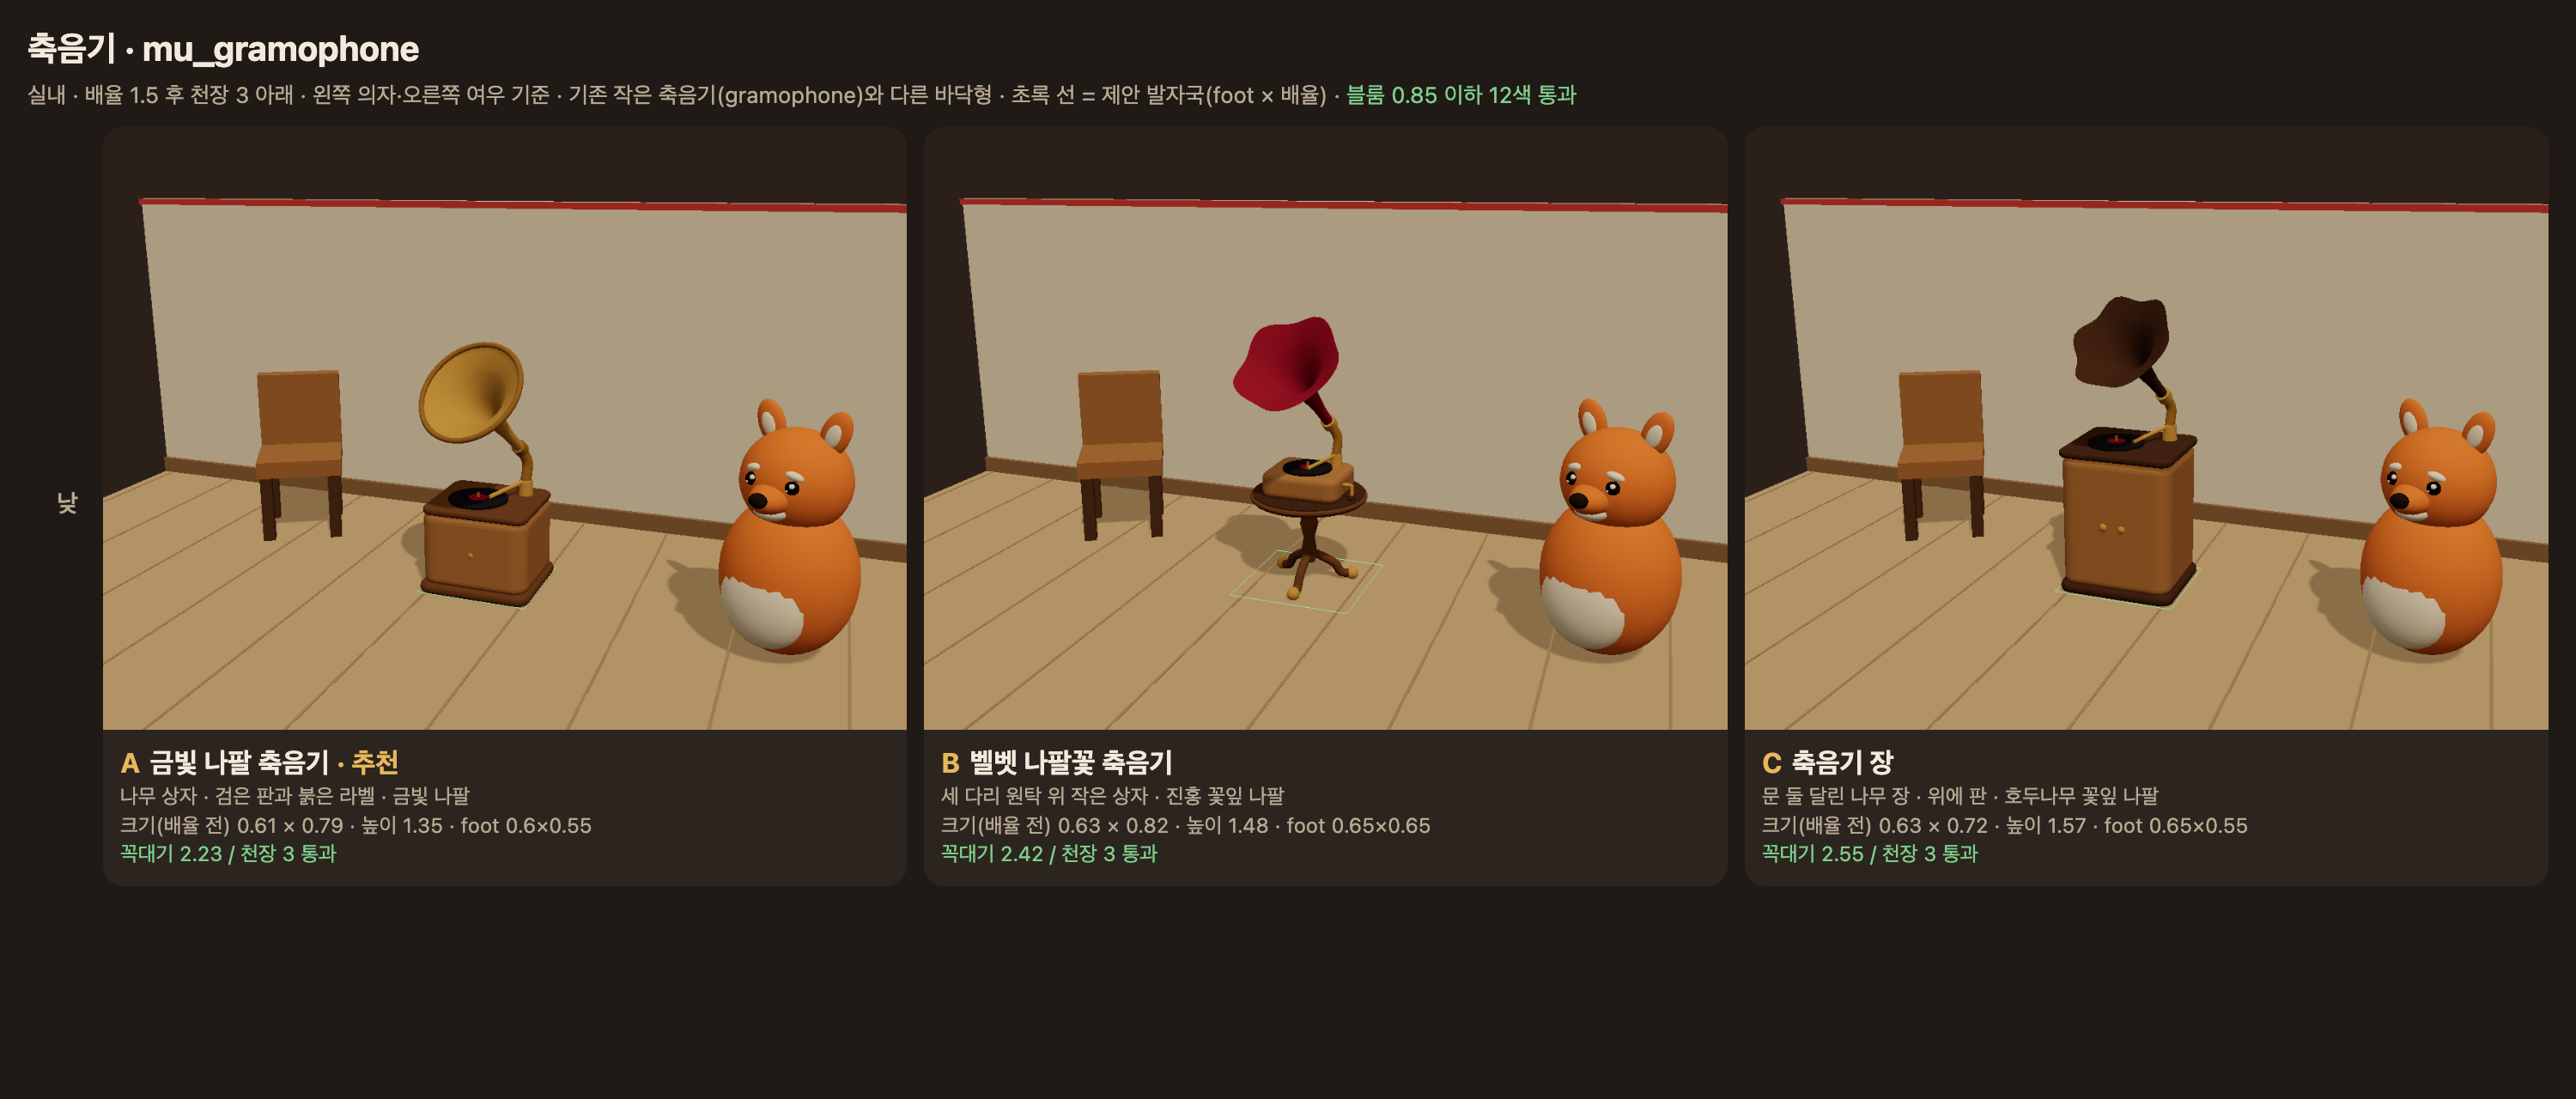 축음기 · mu_gramophone
실내 · 배율 1.5 후 천장 3 아래 · 왼쪽 의자·오른쪽 여우 기준 · 기존 작은 축음기(gramophone)와 다른 바닥형 · 초록 선 = 제안 발자국(foot × 배율) · 블룸 0.85 이하 12색 통과
낮
A 금빛 나팔 축음기 · 추천
나무 상자 · 검은 판과 붉은 라벨 · 금빛 나팔
크기(배율 전) 0.61 × 0.79 · 높이 1.35 · foot 0.6×0.55
꼭대기 2.23 / 천장 3 통과
B 벨벳 나팔꽃 축음기
세 다리 원탁 위 작은 상자 · 진홍 꽃잎 나팔
크기(배율 전) 0.63 × 0.82 · 높이 1.48 · foot 0.65×0.65
꼭대기 2.42 / 천장 3 통과
C 축음기 장
문 둘 달린 나무 장 · 위에 판 · 호두나무 꽃잎 나팔
크기(배율 전) 0.63 × 0.72 · 높이 1.57 · foot 0.65×0.55
꼭대기 2.55 / 천장 3 통과